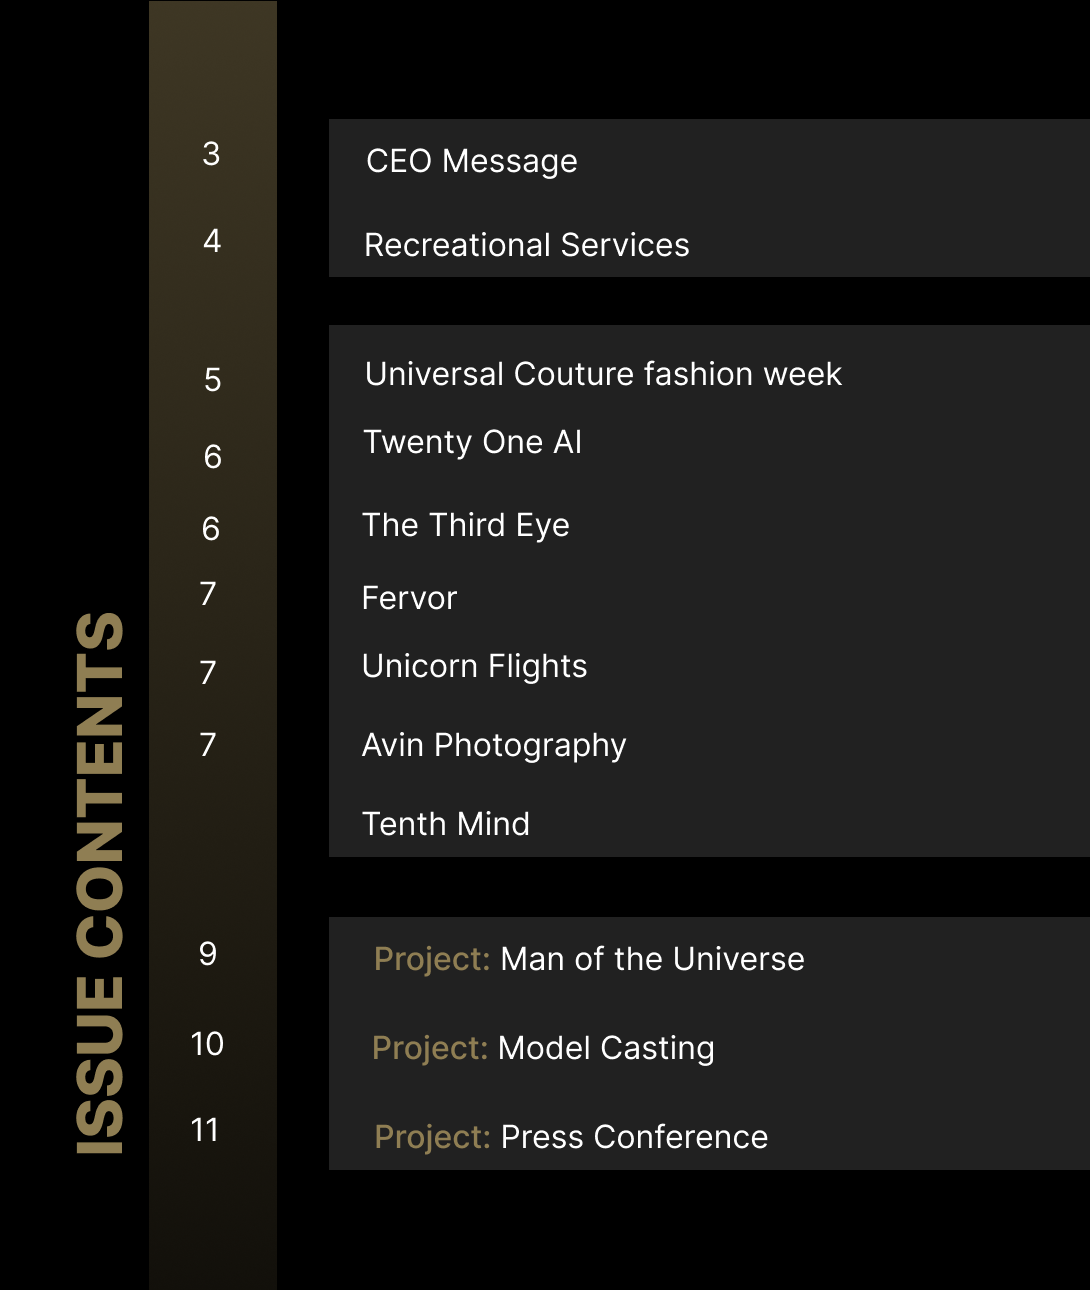 ISSUE CONTENTS
3 CEO Message
4 Recreational Services
5 Universal Couture fashion week
6 Twenty One AI
6 The Third Eye
7 Fervor
7 Unicorn Flights
7 Avin Photography
Tenth Mind
9 Project: Man of the Universe
10 Project: Model Casting
11 Project: Press Conference